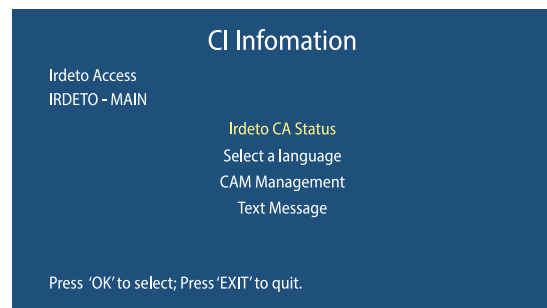 CI Infomation
Irdeto Access
IRDETO - MAIN
Irdeto CA Status
Select a language
CAM Management
Text Message
Press 'OK' to select; Press 'EXIT' to quit.